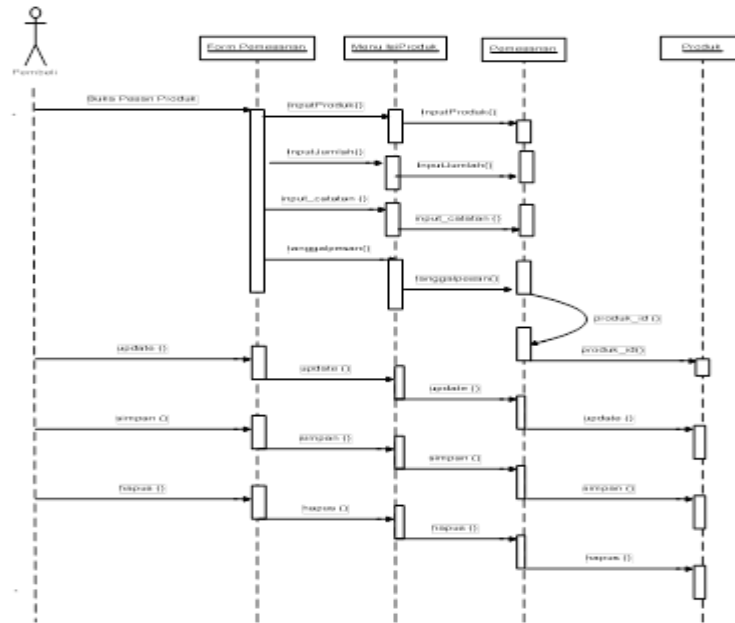 Form Pemesanan
Menu IsiProduk
Pemesanan
Produk
Pembeli
Buka Pesan Produk
InputProduk()
InputProduk()
InputJumlah()
InputJumlah()
input_catatan ()
input_catatan ()
tanggalpesan()
tanggalpesan()
produk_id ()
produk_id()
update ()
update ()
update ()
update ()
simpan ()
simpan ()
simpan ()
simpan ()
hapus ()
hapus ()
hapus ()
hapus ()